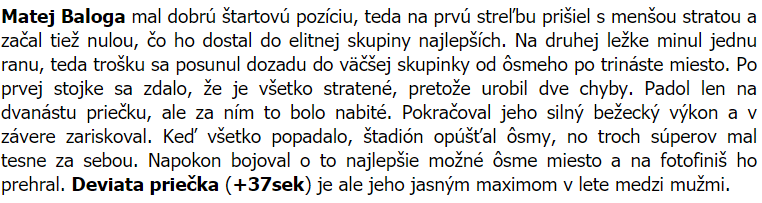 Matej Baloga mal dobrú štartovú pozíciu, teda na prvú streľbu prišiel s menšou stratou a
začal tiež nulou, čo ho dostal do elitnej skupiny najlepších. Na druhej ležke minul jednu
ranu, teda trošku sa posunul dozadu do väčšej skupinky od ôsmeho po trináste miesto. Po
prvej stojke sa zdalo, že je všetko stratené, pretože urobil dve chyby. Padol len na
dvanástu priečku, ale za ním to bolo nabité. Pokračoval jeho silný bežecký výkon a v
závere zariskoval. Keď všetko popadalo, štadión opúšťal ôsmy, no troch súperov mal
tesne za sebou. Napokon bojoval o to najlepšie možné ôsme miesto a na fotofiniš ho
prehral. Deviata priečka (+37sek) je ale jeho jasným maximom v lete medzi mužmi.